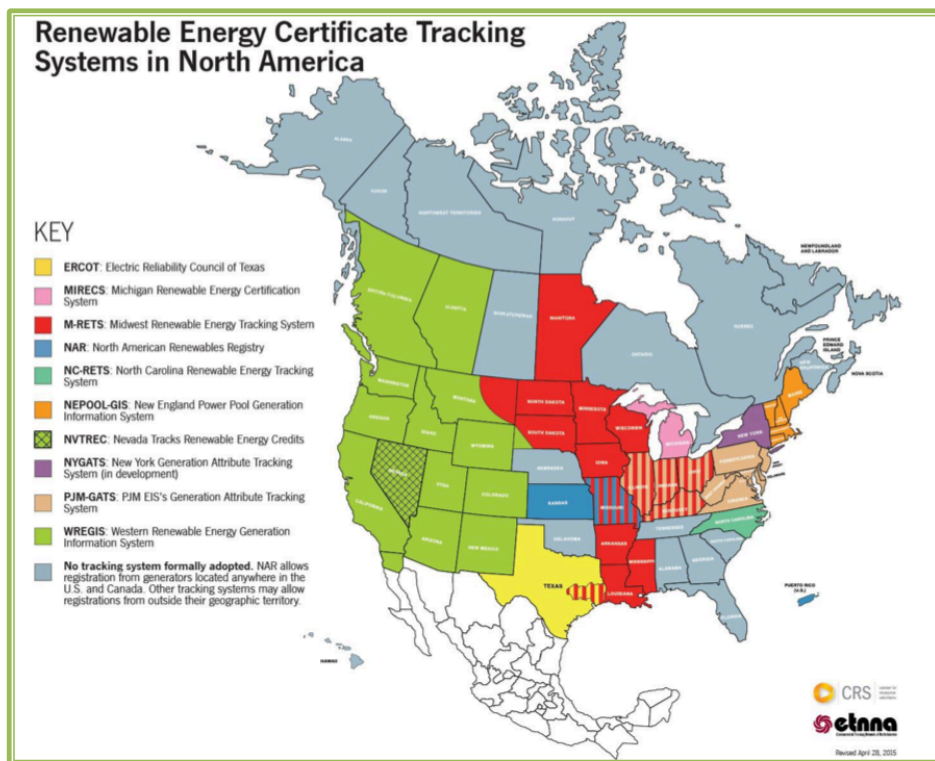 Renewable Energy Certificate Tracking
Systems in North America
KEY
ERCOT: Electric Reliability Council of Texas
MIRECS: Michigan Renewable Energy Certification
System
M-RETS: Midwest Renewable Energy Tracking System
NAR: North American Renewables Registry
NC-RETS: North Carolina Renewable Energy Tracking
System
NEPOOL-GIS: New England Power Pool Generation
Information System
NVTREC: Nevada Tracks Renewable Energy Credits
NYGATS: New York Generation Attribute Tracking
System (in development)
PJM-GATS: PJM EIS's Generation Attribute Tracking
System
WREGIS: Western Renewable Energy Generation
Information System
No tracking system formally adopted. NAR allows
registration from generators located anywhere in the
U.S. and Canada. Other tracking systems may allow
registrations from outside their geographic territory.
ALASKA
YUKON
NORTHWEST TERRITORIES
NUNAVUT
NEWFOUNDLAND
AND LABRADOR
BRITISH COLUMBIA
ALBERTA
SASKATCHEWAN
MANITOBA
ONTARIO
QUEBEC
PRINCE
EDWARD
ISLAND
NEW
BRUNSWICK
NOVA SCOTIA
WASHINGTON
MONTANA
NORTH DAKOTA
MINNESOTA
MAINE
OREGON
IDAHO
SOUTH DAKOTA
WISCONSIN
MICHIGAN
NEW YORK
WYOMING
IOWA
PENNSYLVANIA
NEVADA
UTAH
NEBRASKA
ILLINOIS
INDIANA
OHIO
CALIFORNIA
COLORADO
KANSAS
MISSOURI
KENTUCKY
VIRGINIA
ARIZONA
NEW MEXICO
OKLAHOMA
ARKANSAS
TENNESSEE
NORTH CAROLINA
SOUTH CAROLINA
TEXAS
LOUISIANA
MISSISSIPPI
ALABAMA
GEORGIA
FLORIDA
PUERTO RICO
(U.S.)
HAWAII
CRS
etnna
Revised April 28, 2015